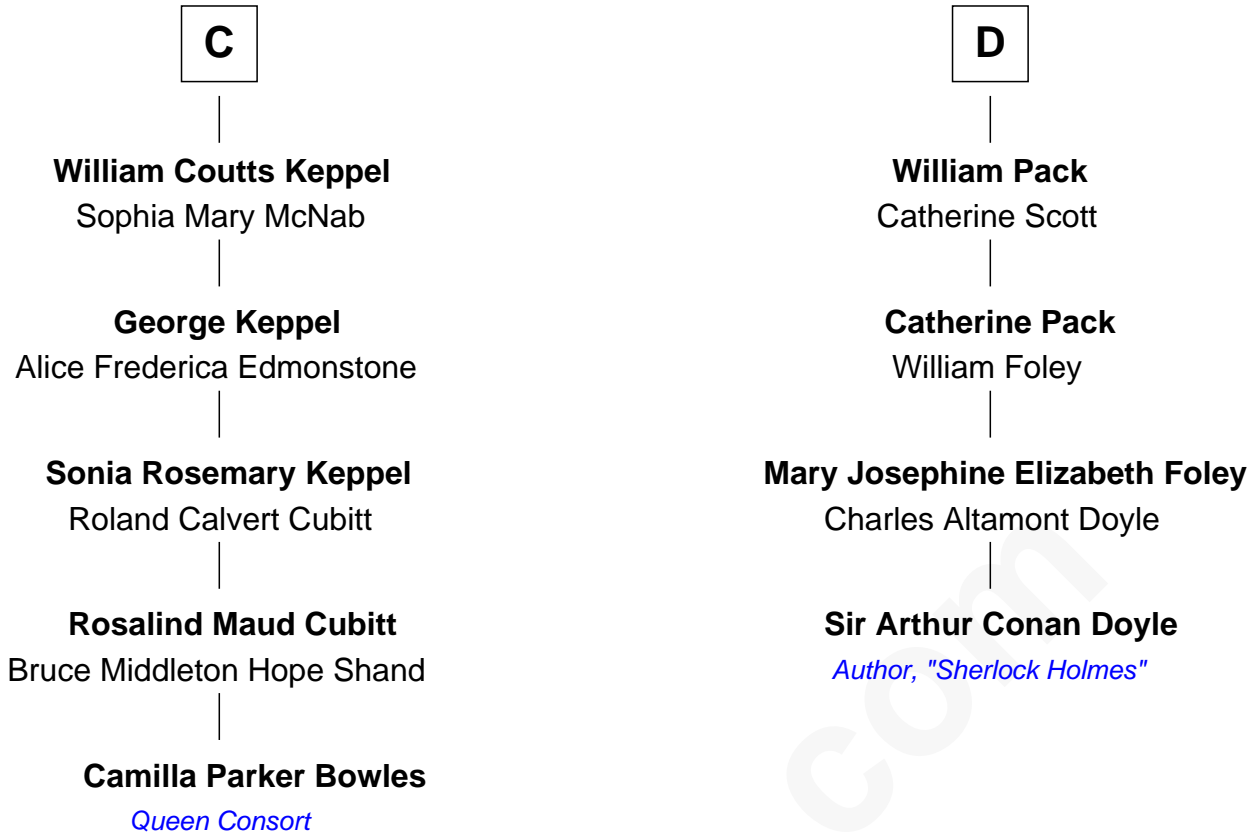 C
William Coutts Keppel
Sophia Mary McNab
George Keppel
Alice Frederica Edmonstone
Sonia Rosemary Keppel
Roland Calvert Cubitt
Rosalind Maud Cubitt
Bruce Middleton Hope Shand
Camilla Parker Bowles
Queen Consort
D
William Pack
Catherine Scott
Catherine Pack
William Foley
Mary Josephine Elizabeth Foley
Charles Altamont Doyle
Sir Arthur Conan Doyle
Author, "Sherlock Holmes"
com